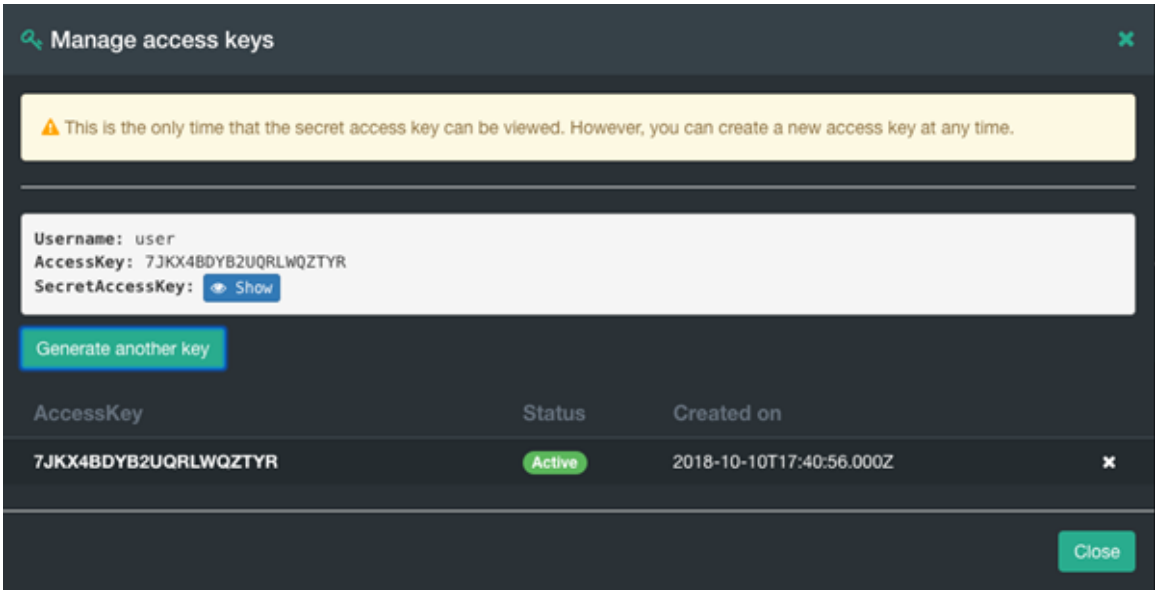 Manage access keys
This is the only time that the secret access key can be viewed. However, you can create a new access key at any time.
Username: user
AccessKey: 7JKX4BDYB2UQRLWQZTYR
SecretAccessKey: Show
Generate another key
AccessKey Status Created on
7JKX4BDYB2UQRLWQZTYR Active 2018-10-10T17:40:56.000Z
Close